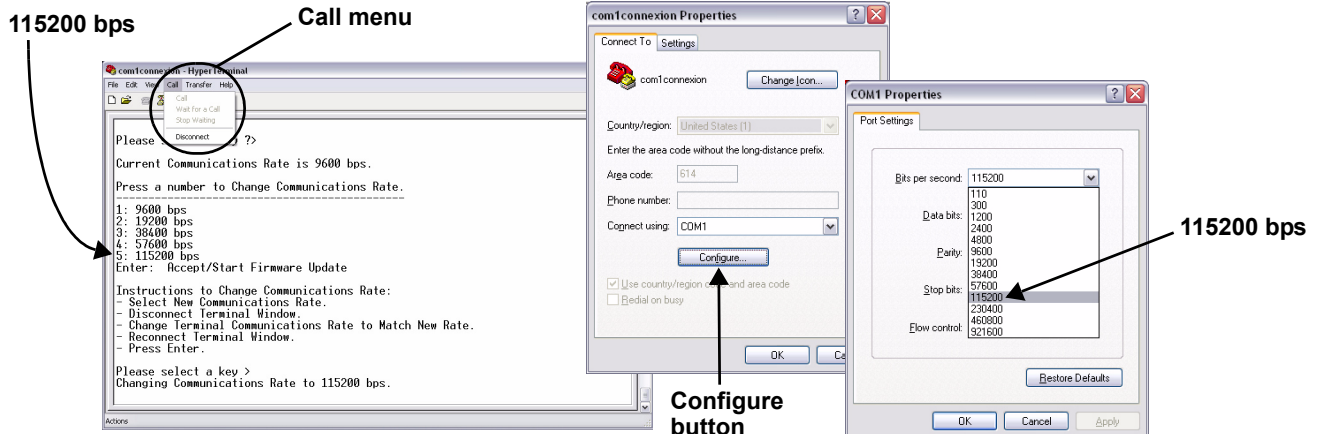 115200 bps
Call menu
com1connexion - HyperTerminal
File Edit View Call Transfer Help
Call
Wait for a Call
Stop Waiting
Disconnect
Please ?>
Current Communications Rate is 9600 bps.
Press a number to Change Communications Rate.
------------------------------------------------
1: 9600 bps
2: 19200 bps
3: 38400 bps
4: 57600 bps
5: 115200 bps
Enter: Accept/Start Firmware Update
Instructions to Change Communications Rate:
- Select New Communications Rate.
- Disconnect Terminal Window.
- Change Terminal Communications Rate to Match New Rate.
- Reconnect Terminal Window.
- Press Enter.
Please select a key >
Changing Communications Rate to 115200 bps.
Actions
com1connexion Properties
Connect To Settings
com1connexion
Change Icon...
Country/region: United States (1)
Enter the area code without the long-distance prefix.
Area code: 614
Phone number:
Connect using: COM1
Configure...
Use country/region code and area code
Redial on busy
OK Ca
Configure
button
COM1 Properties
Port Settings
Bits per second: 115200
110
300
Data bits: 1200
2400
4800
Parity: 9600
19200
38400
Stop bits: 57600
115200
230400
460800
Flow control: 921600
Restore Defaults
OK Cancel Apply
115200 bps